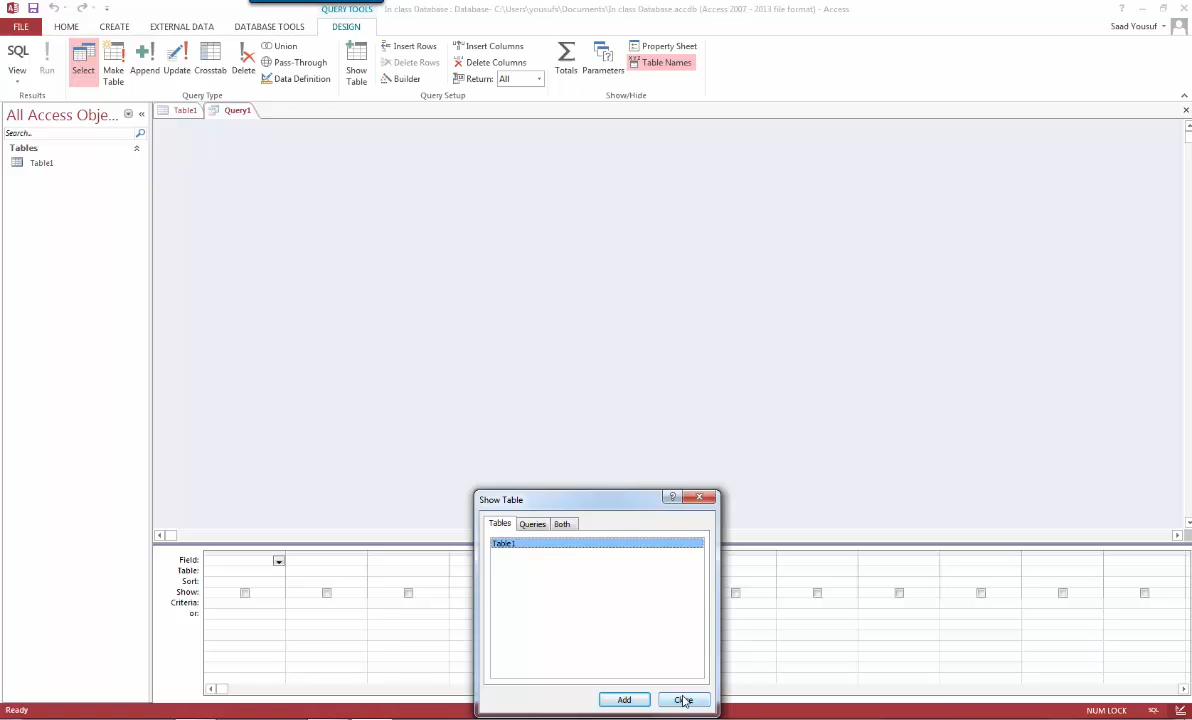 QUERY TOOLS
In class Database : Database- C:\Users\yousufs\Documents\In class Database.accdb (Access 2007 - 2013 file format) - Access
FILE HOME CREATE EXTERNAL DATA DATABASE TOOLS DESIGN
Saad Yousuf
SQL
View
Run
Select
Make
Table
Append
Update
Crosstab
Delete
Union
Pass-Through
Data Definition
Show
Table
Insert Rows
Delete Rows
Builder
Insert Columns
Delete Columns
Return: All
Totals
Parameters
Property Sheet
Table Names
Results
Query Type
Query Setup
Show/Hide
All Access Obje...
Search..
Tables
Table1
Table1
Query1
Show Table
Tables
Queries
Both
Table1
Add
Field:
Table:
Sort:
Show:
Criteria:
or:
Ready
NUM LOCK
SQL